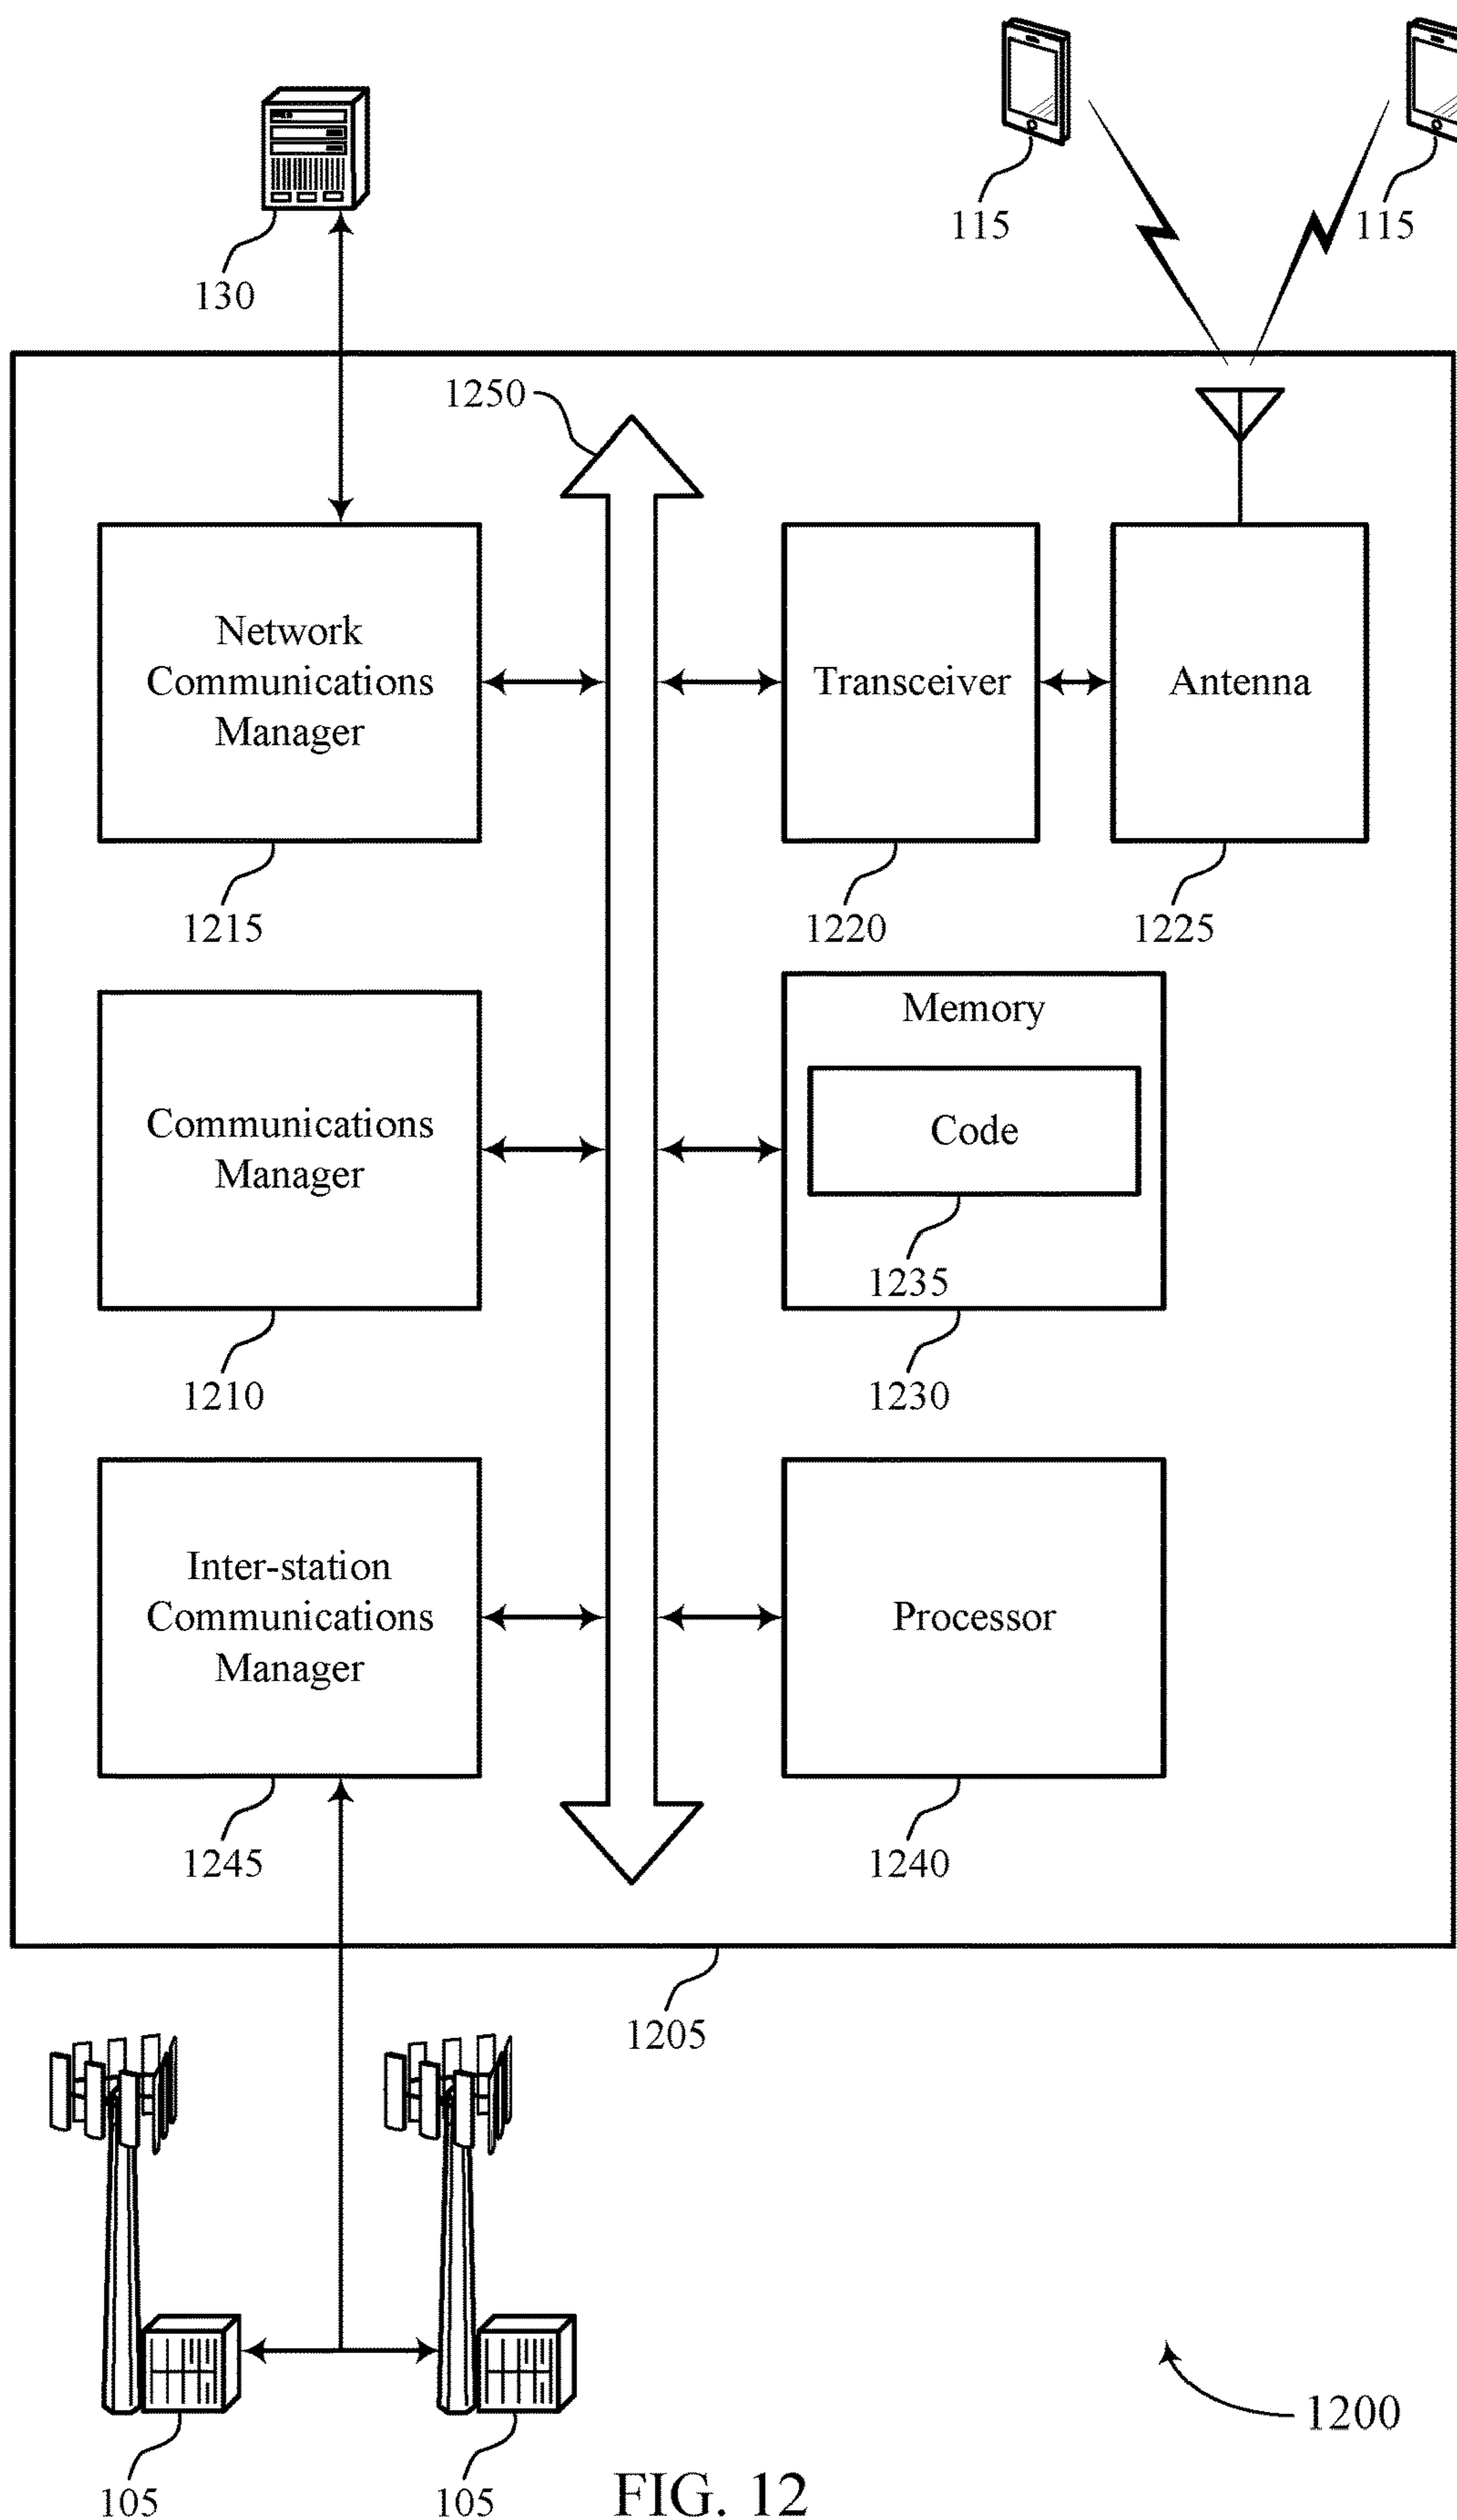 115
115
130
1250
Network
Communications
Manager
Transceiver
Antenna
1215
1220
1225
Memory
Communications
Manager
Code
1235
1210
1230
Inter-station
Communications
Manager
Processor
1245
1240
1205
1200
105
105
FIG. 12